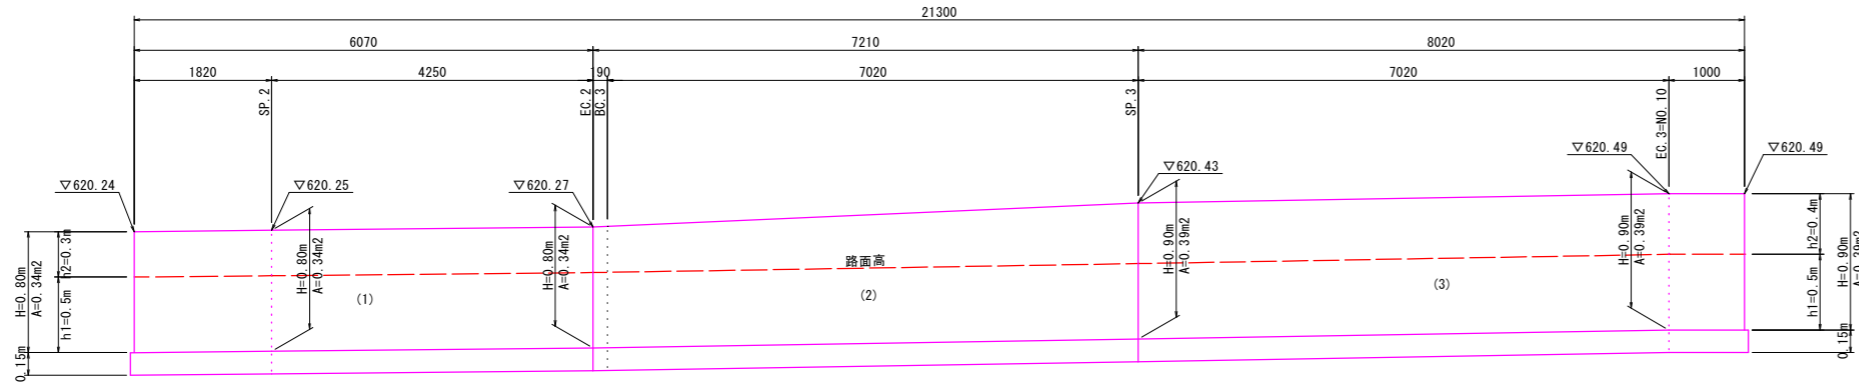 21300
6070
7210
8020
1820
4250
190
7020
7020
1000
SP.2
EC.2
BC.3
SP.3
EC.3=NO.10
▽620.24
▽620.25
▽620.27
▽620.43
▽620.49
▽620.49
H=0.80m
A=0.34m2
h2=0.3m
h1=0.5m
0.15m
H=0.80m
A=0.34m2
(1)
H=0.80m
A=0.34m2
路面高
(2)
H=0.90m
A=0.39m2
(3)
H=0.90m
A=0.39m2
h2=0.4m
h1=0.5m
H=0.90m
A=0.39m2
0.15m